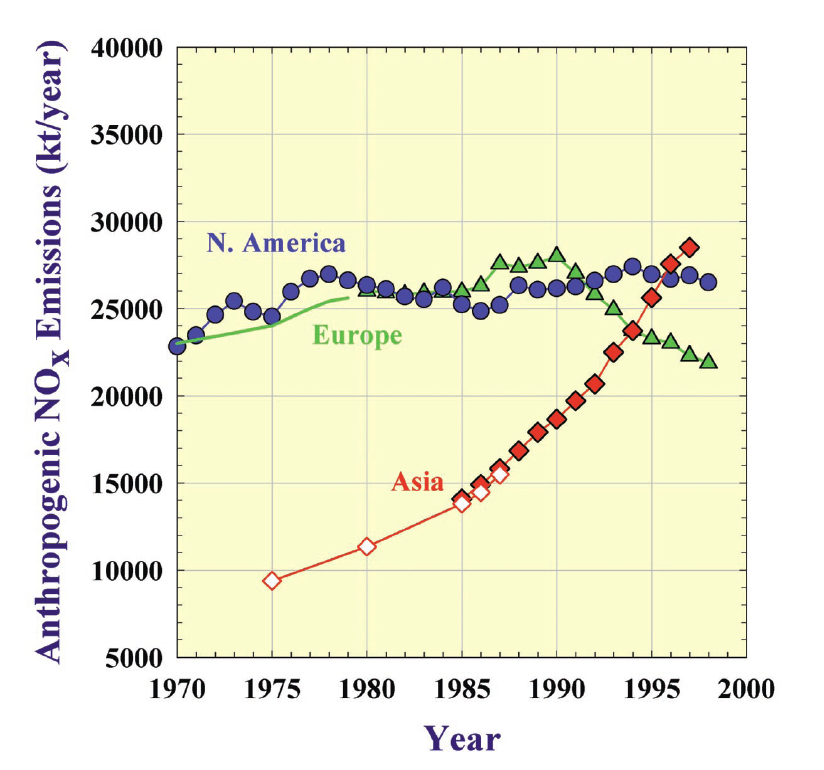 Anthropogenic NOx Emissions (kt/year)
40000
35000
30000
25000
20000
15000
10000
5000
N. America
Europe
Asia
1970 1975 1980 1985 1990 1995 2000
Year